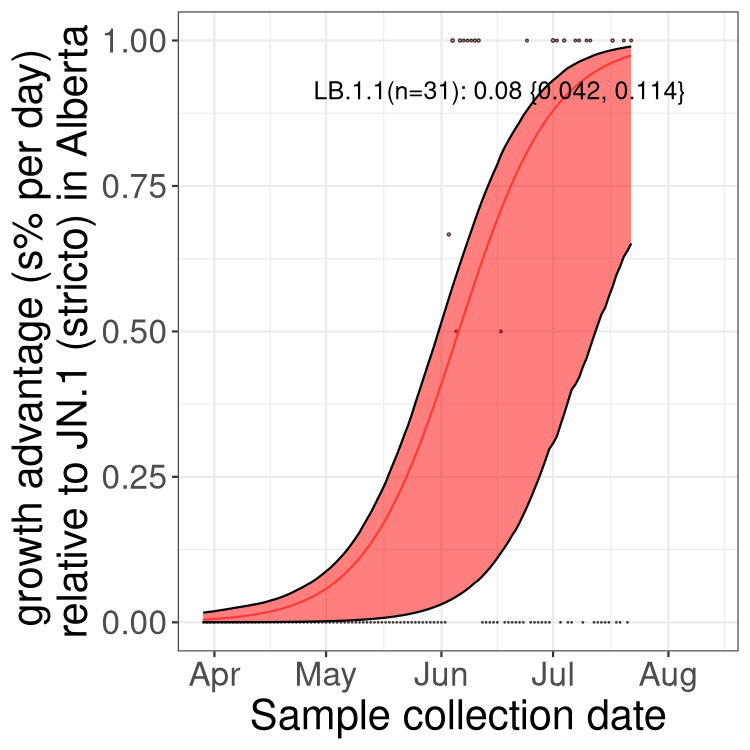 growth advantage (s% per day)
relative to JN.1 (stricto) in Alberta
1.00
0.75
0.50
0.25
0.00
LB.1.1(n=31): 0.08 {0.042, 0.114}
Apr May Jun Jul Aug
Sample collection date